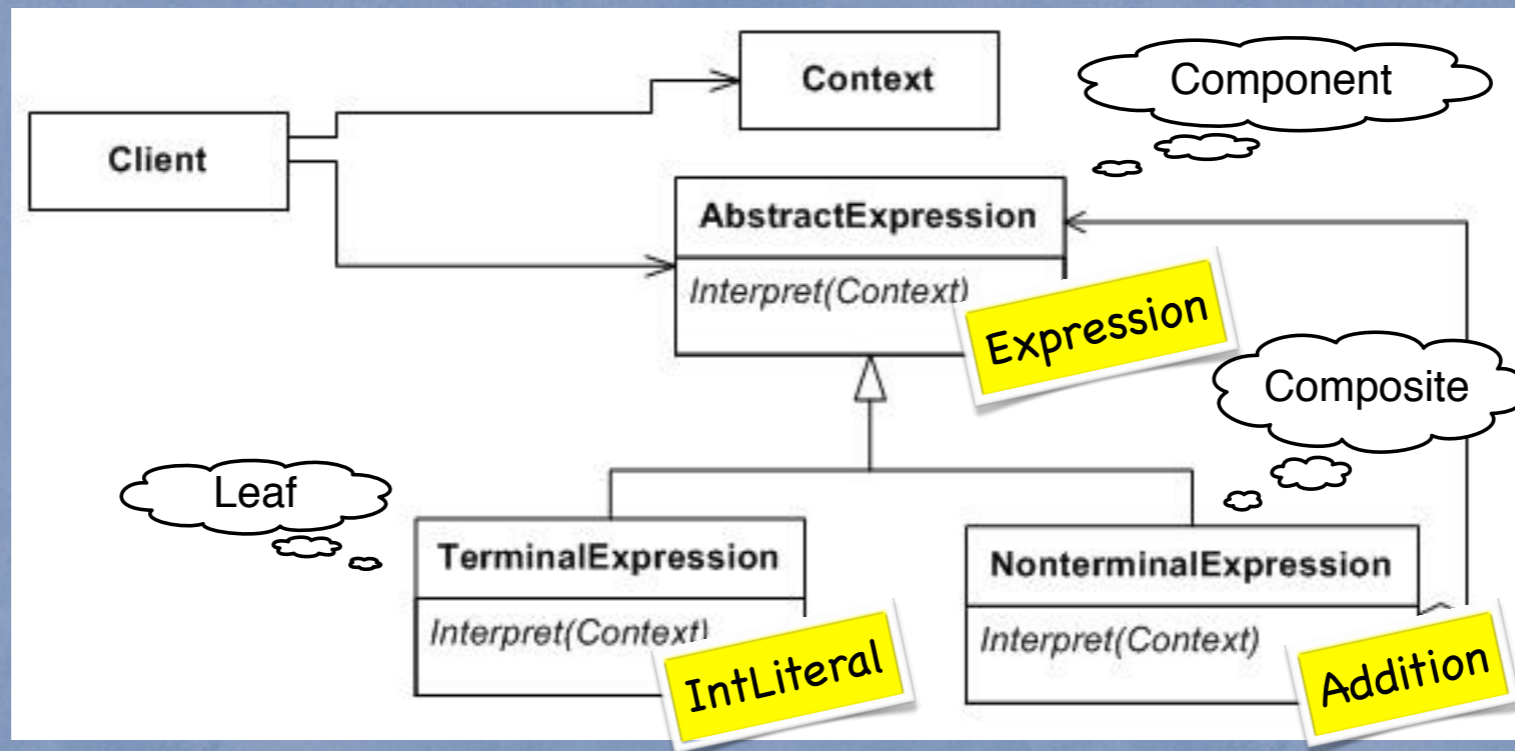 Context
Component
Client
AbstractExpression
Interpret(Context)
Expression
Composite
Leaf
TerminalExpression
Interpret(Context)
IntLiteral
NonterminalExpression
Interpret(Context)
Addition